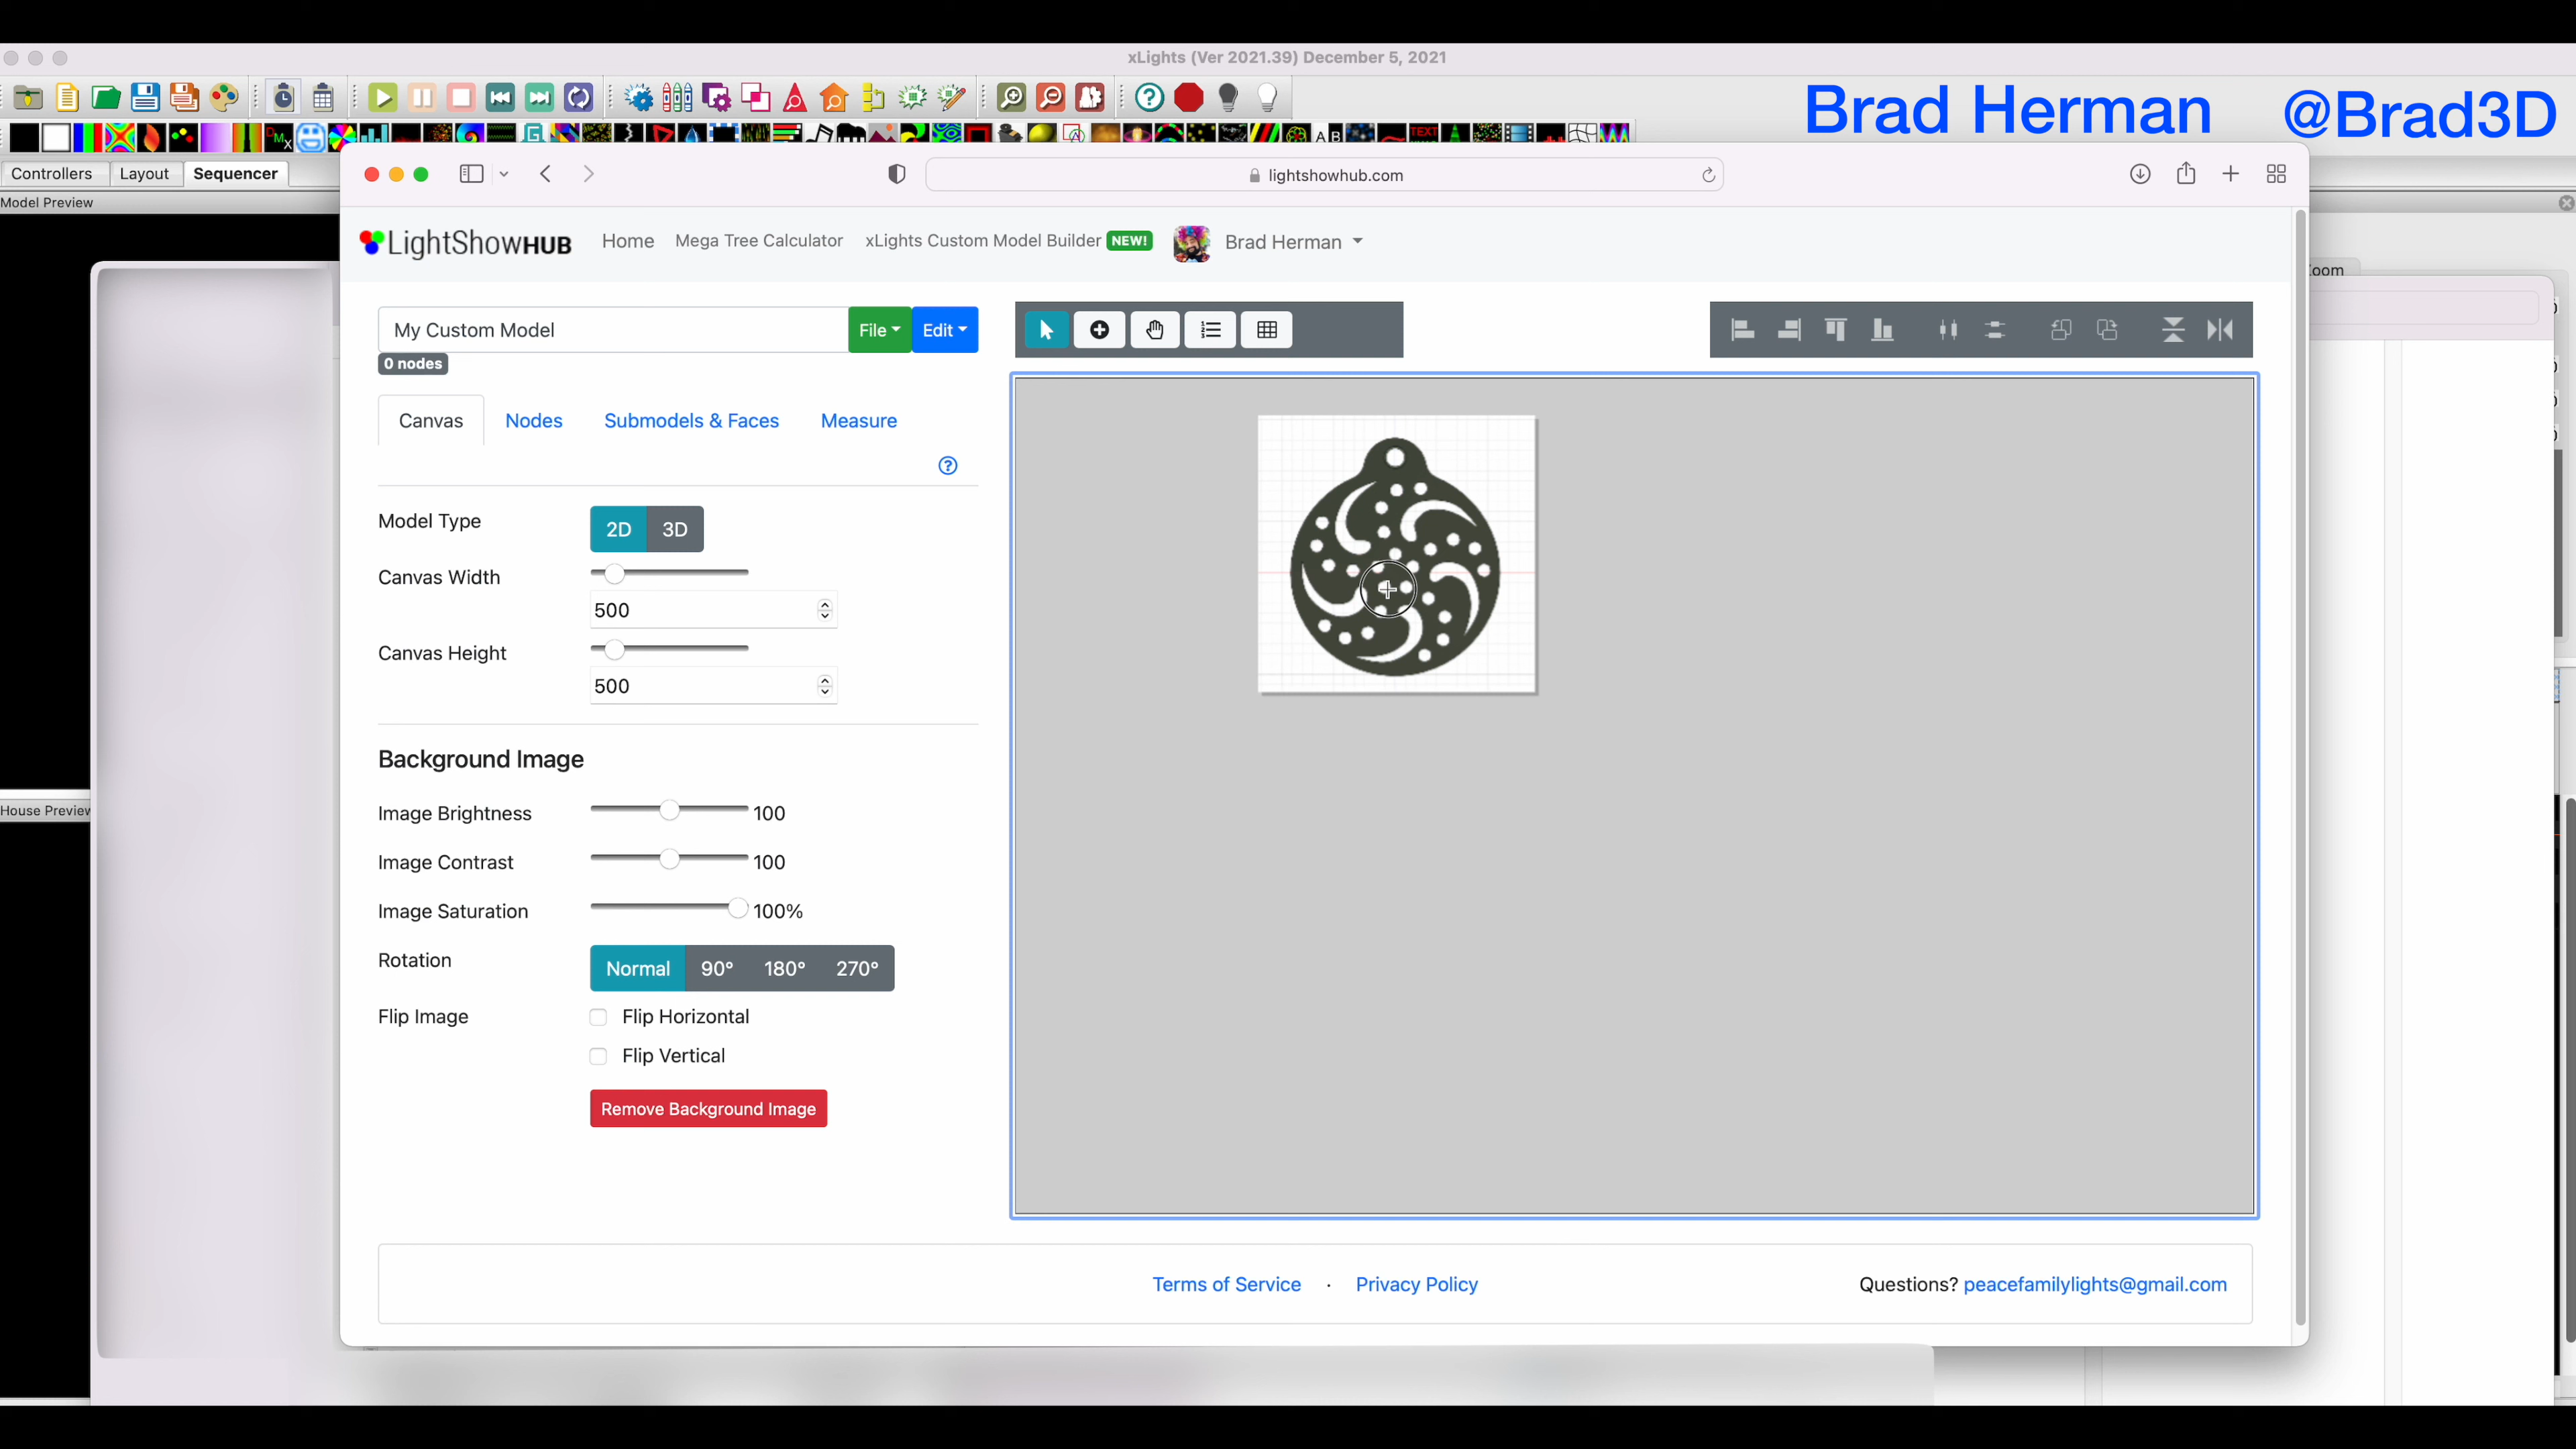 xLights (Ver 2021.39) December 5, 2021
Brad Herman @Brad3D
Controllers Layout Sequencer
Model Preview
lightshowhub.com
LightShowHUB Home Mega Tree Calculator xLights Custom Model Builder NEW! Brad Herman
My Custom Model File Edit
0 nodes
Canvas Nodes Submodels & Faces Measure
Model Type 2D 3D
Canvas Width
500
Canvas Height
500
Background Image
House Preview
Image Brightness 100
Image Contrast 100
Image Saturation 100%
Rotation Normal 90° 180° 270°
Flip Image Flip Horizontal
Flip Vertical
Remove Background Image
Terms of Service · Privacy Policy Questions? peacefamilylights@gmail.com